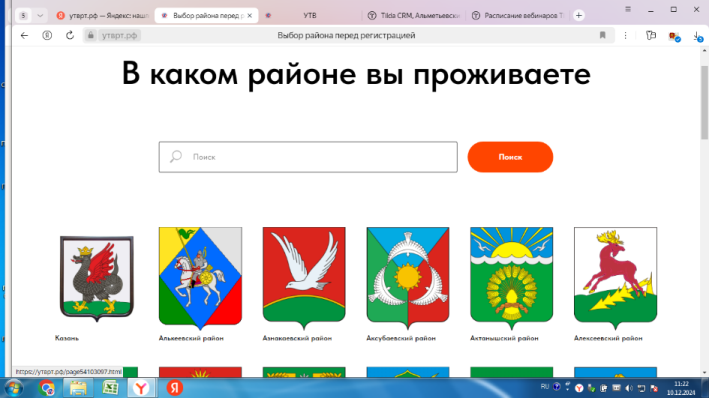 3
утврт.рф — Яндекс: наш
Выбор района перед р
УТВ
Tilda CRM, Альметьевски
Расписание вебинаров T
утврт.рф
Выбор района перед регистрацией
В каком районе вы проживаете
Поиск
Поиск
Казань
Алькеевский район
Азнакаевский район
Аксубаевский район
Актанышский район
Алексеевский район
https://утврт.рф/page54103097.html
RU
11:22
10.12.2024